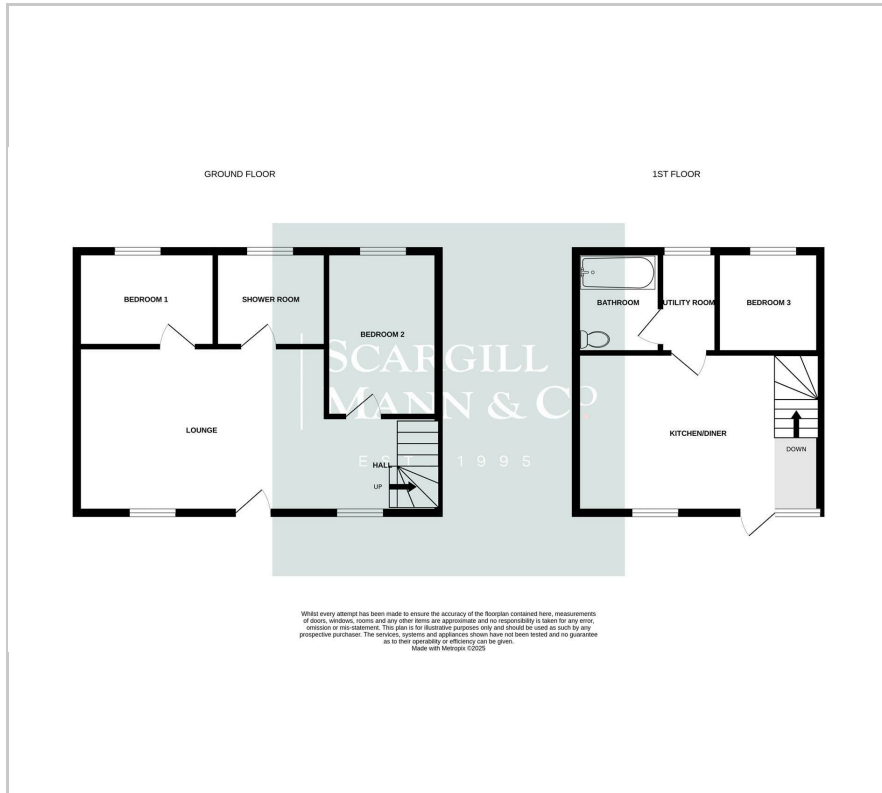 GROUND FLOOR
1ST FLOOR
BEDROOM 1
SHOWER ROOM
BEDROOM 2
LOUNGE
HALL
UP
BATHROOM
UTILITY ROOM
BEDROOM 3
KITCHEN/DINER
DOWN
SCARGILL
MANN & CO
EST 1995
Whilst every attempt has been made to ensure the accuracy of the floorplan contained here, measurements
of doors, windows, rooms and any other items are approximate and no responsibility is taken for any error,
omission or mis-statement. This plan is for illustrative purposes only and should be used as such by any
prospective purchaser. The services, systems and appliances shown have not been tested and no guarantee
as to their operability or efficiency can be given.
Made with Metropix ©2025